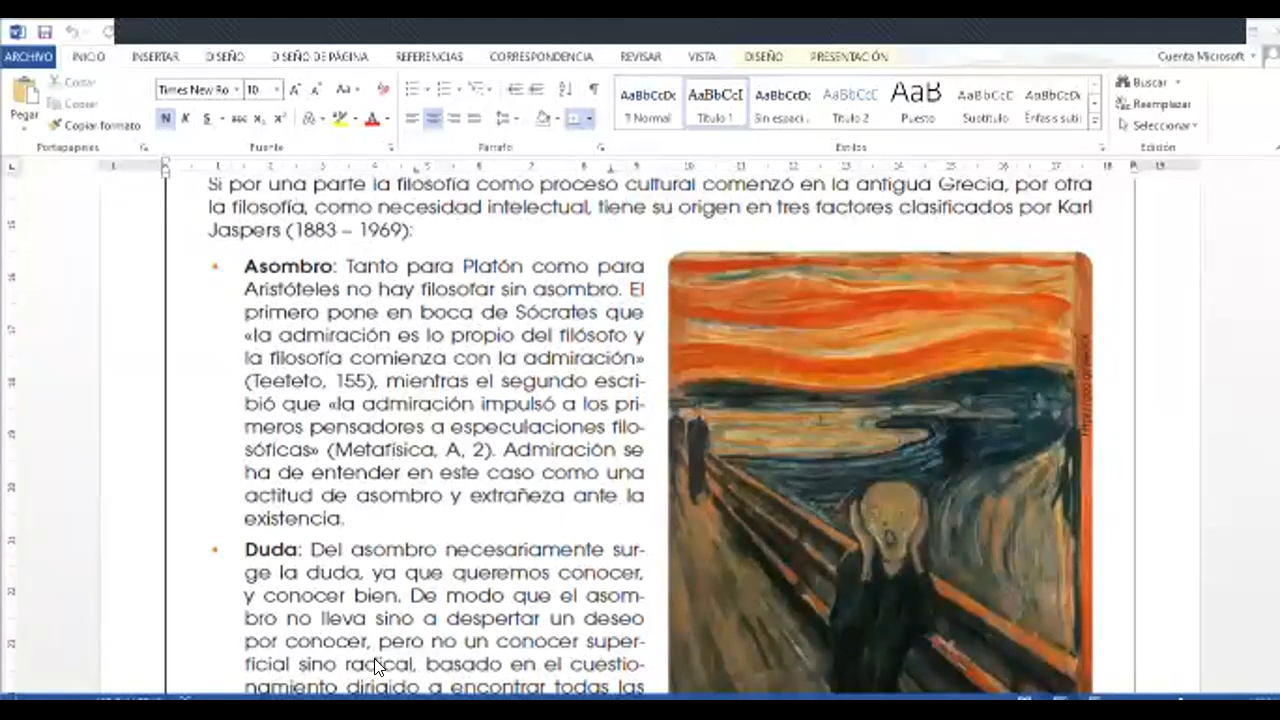 ARCHIVO INICIO INSERTAR DISEÑO DISEÑO DE PÁGINA REFERENCIAS CORRESPONDENCIA REVISAR VISTA DISEÑO PRESENTACIÓN Cuenta Microsoft
Cortar
Copiar
Copiar formato
Pegar
Portapapeles
Times New Ro 10
Fuente
Párrafo
AaBbCcDc AaBbCcI AaBbCcDc AaBbCcC AaB AaBbCcC AaBbCcDi
¶ Normal Título 1 Sin espaci... Título 2 Puesto Subtítulo Énfasis sutil
Estilos
Buscar
Reemplazar
Seleccionar
Edición
Si por una parte la filosofía como proceso cultural comenzó en la antigua Grecia, por otra
la filosofía, como necesidad intelectual, tiene su origen en tres factores clasificados por Karl
Jaspers (1883 – 1969):
• Asombro: Tanto para Platón como para
Aristóteles no hay filosofar sin asombro. El
primero pone en boca de Sócrates que
«la admiración es lo propio del filósofo y
la filosofía comienza con la admiración»
(Teeteto, 155), mientras el segundo escri-
bió que «la admiración impulsó a los pri-
meros pensadores a especulaciones filo-
sóficas» (Metafísica, A, 2). Admiración se
ha de entender en este caso como una
actitud de asombro y extrañeza ante la
existencia.
• Duda: Del asombro necesariamente sur-
ge la duda, ya que queremos conocer,
y conocer bien. De modo que el asom-
bro no lleva sino a despertar un deseo
por conocer, pero no un conocer super-
ficial sino radical, basado en el cuestio-
namiento dirigido a encontrar todas las